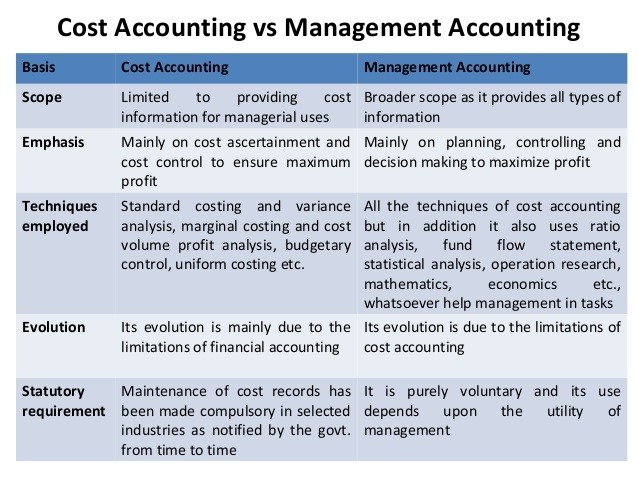 Cost Accounting vs Management Accounting
Basis
Cost Accounting
Management Accounting
Scope
Limited to providing cost
information for managerial uses
Broader scope as it provides all types of
information
Emphasis
Mainly on cost ascertainment and
cost control to ensure maximum
profit
Mainly on planning, controlling and
decision making to maximize profit
Techniques
employed
Standard costing and variance
analysis, marginal costing and cost
volume profit analysis, budgetary
control, uniform costing etc.
All the techniques of cost accounting
but in addition it also uses ratio
analysis, fund flow statement,
statistical analysis, operation research,
mathematics, economics etc.,
whatsoever help management in tasks
Evolution
Its evolution is mainly due to the
limitations of financial accounting
Its evolution is due to the limitations of
cost accounting
Statutory
requirement
Maintenance of cost records has
been made compulsory in selected
industries as notified by the govt.
from time to time
It is purely voluntary and its use
depends upon the utility of
management